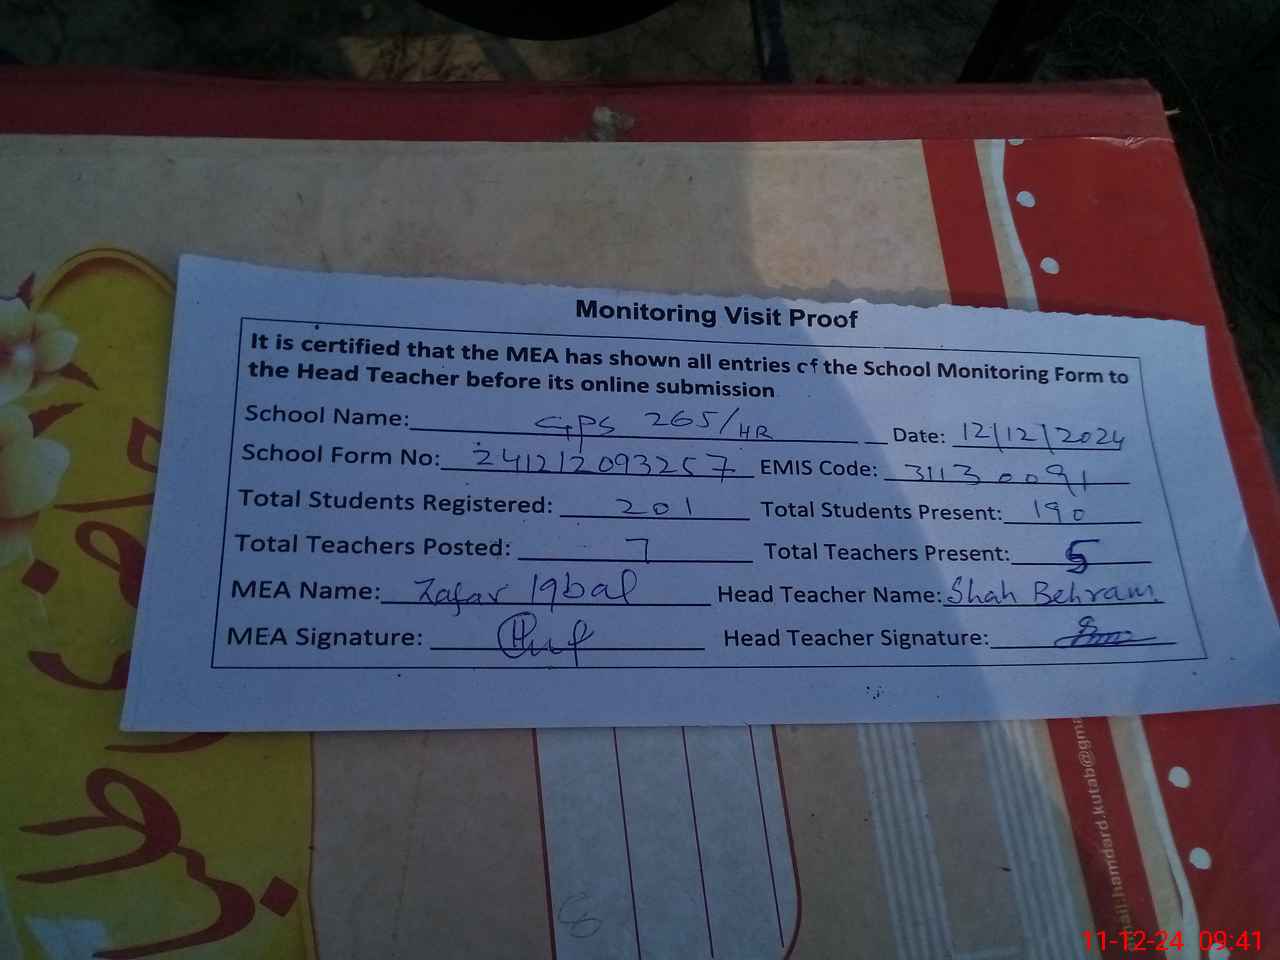 Monitoring Visit Proof
It is certified that the MEA has shown all entries of the School Monitoring Form to
the Head Teacher before its online submission
School Name: GPS 265/HR Date: 12/12/2024
School Form No: 241212093257 EMIS Code: 31130091
Total Students Registered: 201 Total Students Present: 190
Total Teachers Posted: 7 Total Teachers Present: 5
MEA Name: Zafar Iqbal Head Teacher Name: Shah Behram
MEA Signature: Head Teacher Signature:
mail:hamdard.kutab@gma
11-12-24 09:41